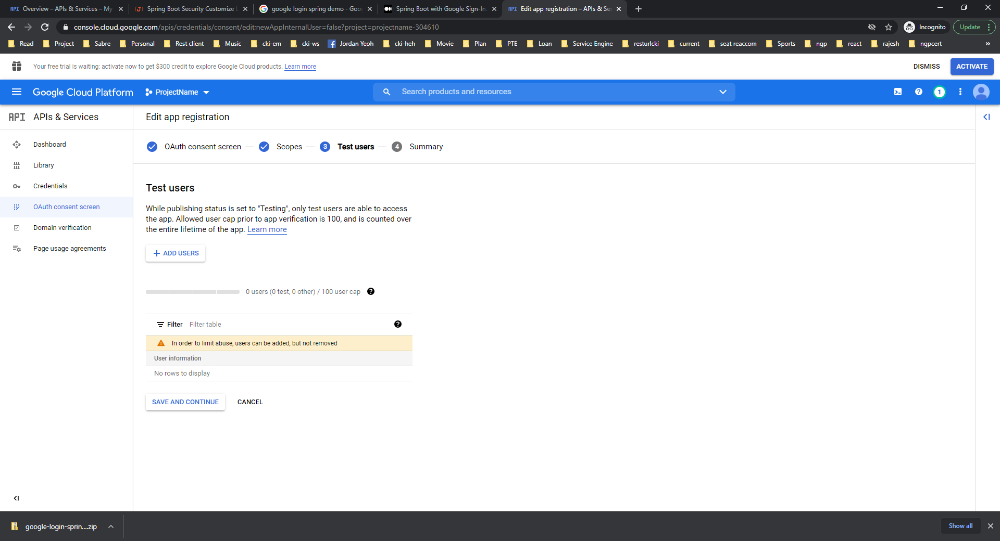 API Overview – APIs & Services – My
Spring Boot Security Customize L
google login spring demo - Goog
Spring Boot with Google Sign-In,
API Edit app registration – APIs & Ser
console.cloud.google.com/apis/credentials/consent/edit;newAppInternalUser=false?project=projectname-304610
Incognito
Update
Read
Project
Sabre
Personal
Rest client
Music
cki-em
cki-ws
Jordan Yeoh
cki-heh
Movie
Plan
PTE
Loan
Service Engine
resturlcki
current
seat reaccom
Sports
ngp
react
rajesh
ngpcert
»
Your free trial is waiting: activate now to get $300 credit to explore Google Cloud products. Learn more
DISMISS
ACTIVATE
Google Cloud Platform
ProjectName
Search products and resources
1
API APIs & Services
Edit app registration
Dashboard
Library
Credentials
OAuth consent screen
Domain verification
Page usage agreements
OAuth consent screen — Scopes — 3 Test users — 4 Summary
Test users
While publishing status is set to "Testing", only test users are able to access
the app. Allowed user cap prior to app verification is 100, and is counted over
the entire lifetime of the app. Learn more
+ ADD USERS
0 users (0 test, 0 other) / 100 user cap
Filter Filter table
In order to limit abuse, users can be added, but not removed
User information
No rows to display
SAVE AND CONTINUE
CANCEL
google-login-sprin....zip
Show all